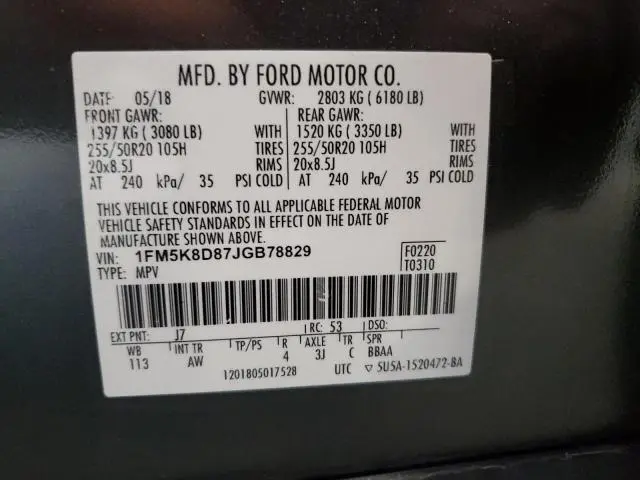 MFD. BY FORD MOTOR CO.
DATE 05/18 GVWR: 2803 KG ( 6180 LB)
FRONT GAWR: REAR GAWR:
1397 KG ( 3080 LB) WITH 1520 KG ( 3350 LB) WITH
255/50R20 105H TIRES 255/50R20 105H TIRES
20x8.5J RIMS 20x8.5J RIMS
AT 240 kPa/ 35 PSI COLD AT 240 kPa/ 35 PSI COLD
THIS VEHICLE CONFORMS TO ALL APPLICABLE FEDERAL MOTOR
VEHICLE SAFETY STANDARDS IN EFFECT ON THE DATE OF
MANUFACTURE SHOWN ABOVE.
VIN: 1FM5K8D87JGB78829 F0220
TYPE: MPV T0310
EXT PNT: J7 RC: 53 DSO:
WB INT TR TP/PS R AXLE TR SPR
113 AW 4 3J C BBAA
1201805017528 UTC ▽ 5U5A-1520472-BA